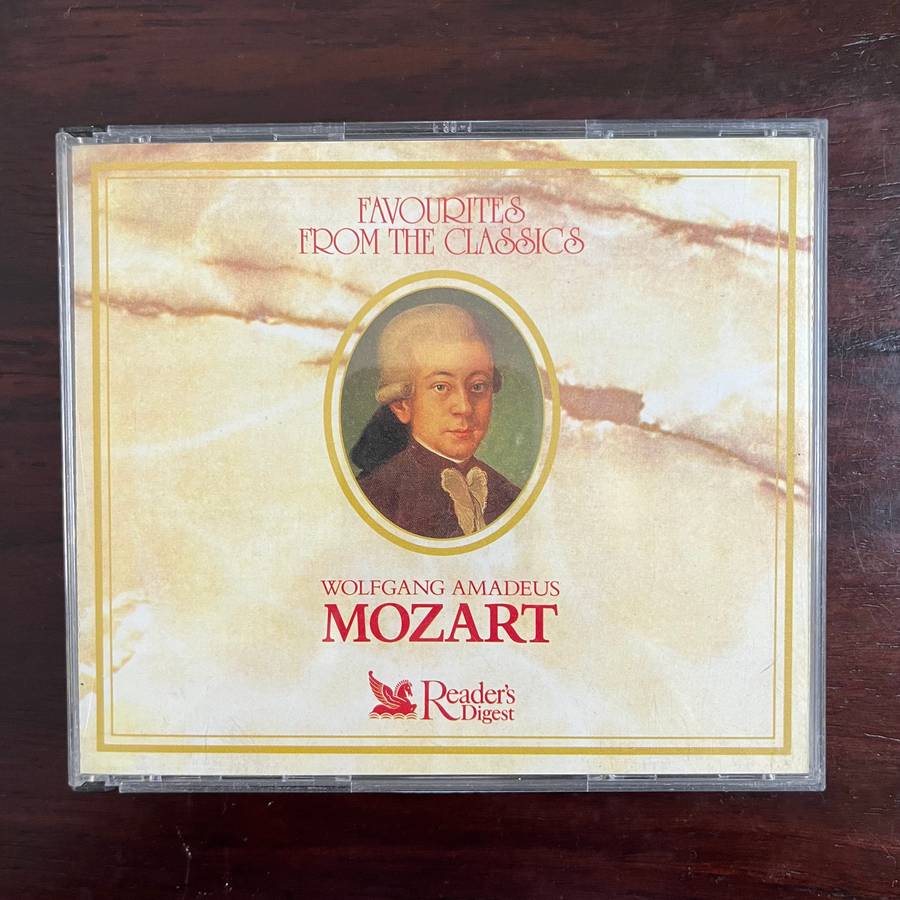 FAVOURITES
FROM THE CLASSICS
WOLFGANG AMADEUS
MOZART
Reader's
Digest